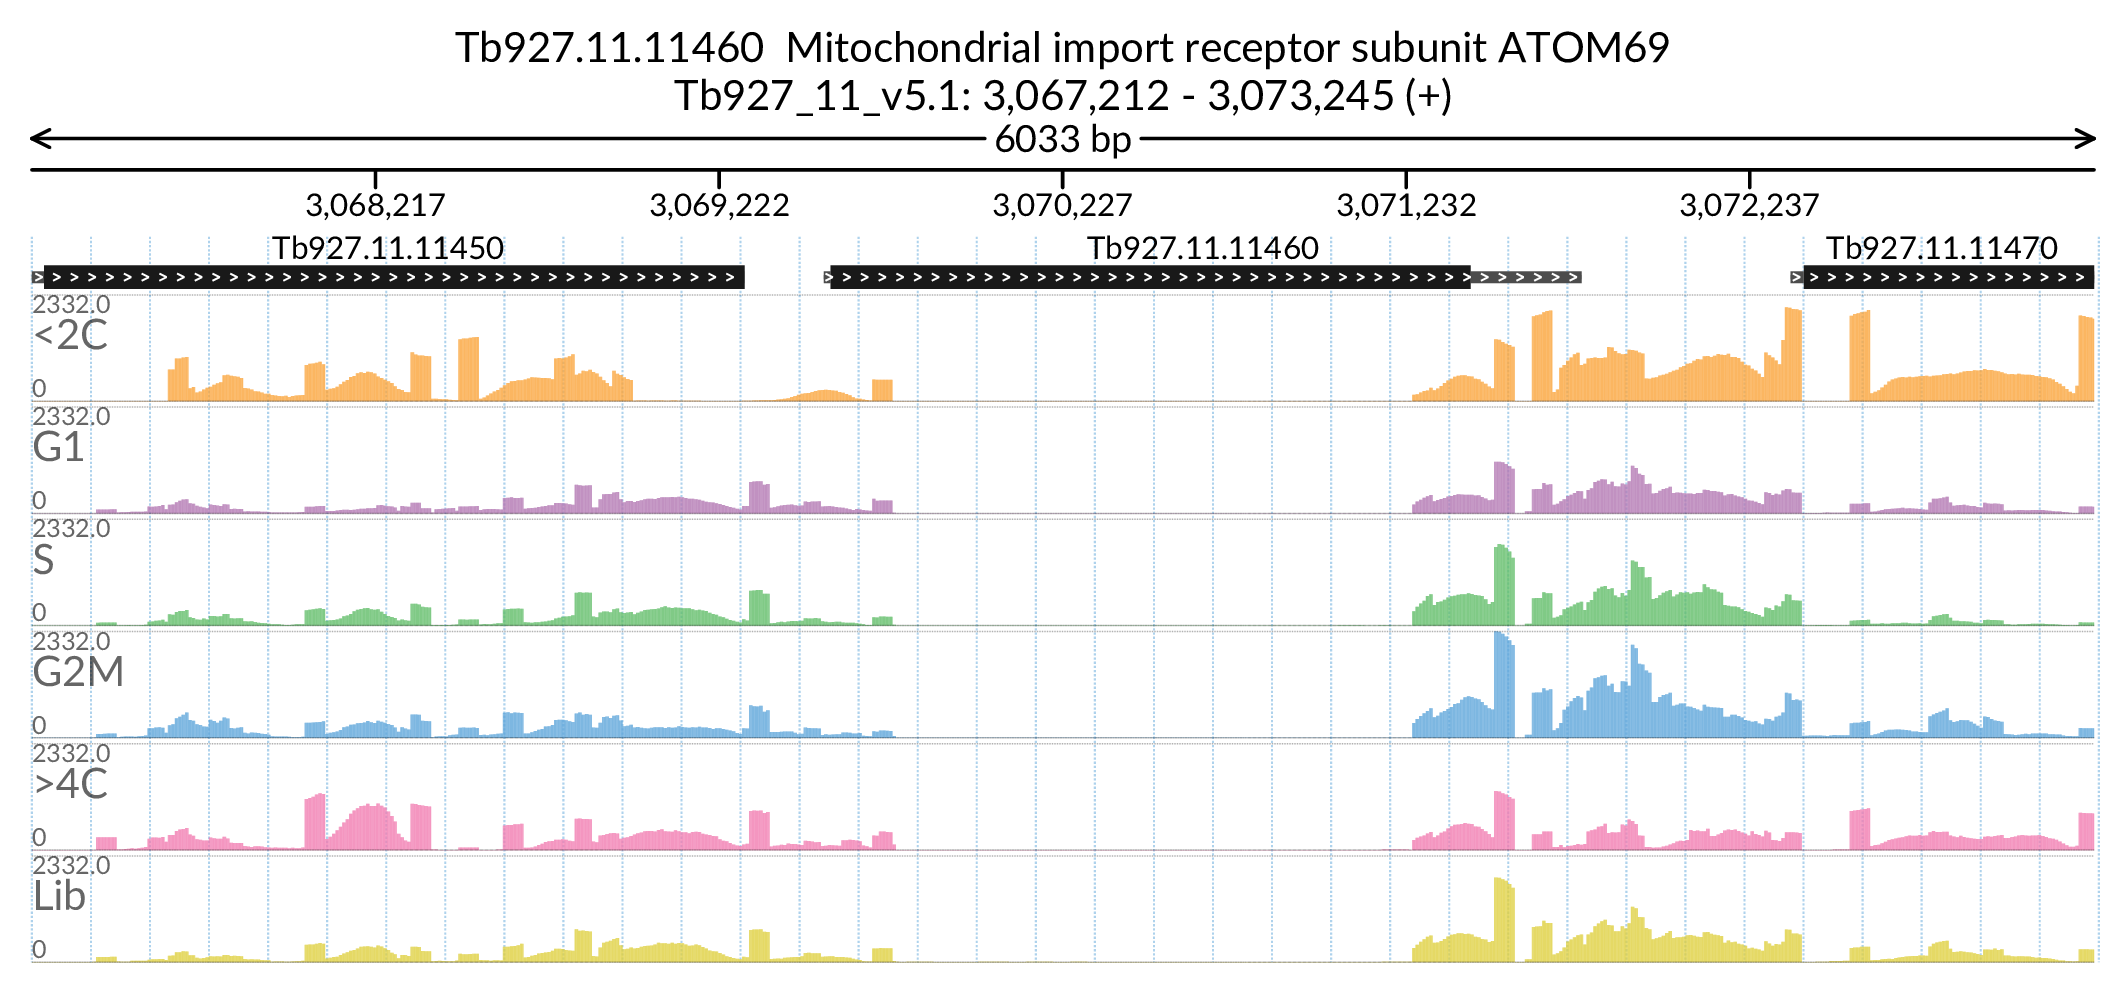 Tb927.11.11460  Mitochondrial import receptor subunit ATOM69
Tb927_11_v5.1: 3,067,212 - 3,073,245 (+)
6033 bp
3,068,217 3,069,222 3,070,227 3,071,232 3,072,237
Tb927.11.11450 Tb927.11.11460 Tb927.11.11470
2332.0
<2C
0
2332.0
G1
0
2332.0
S
0
2332.0
G2M
0
2332.0
>4C
0
2332.0
Lib
0